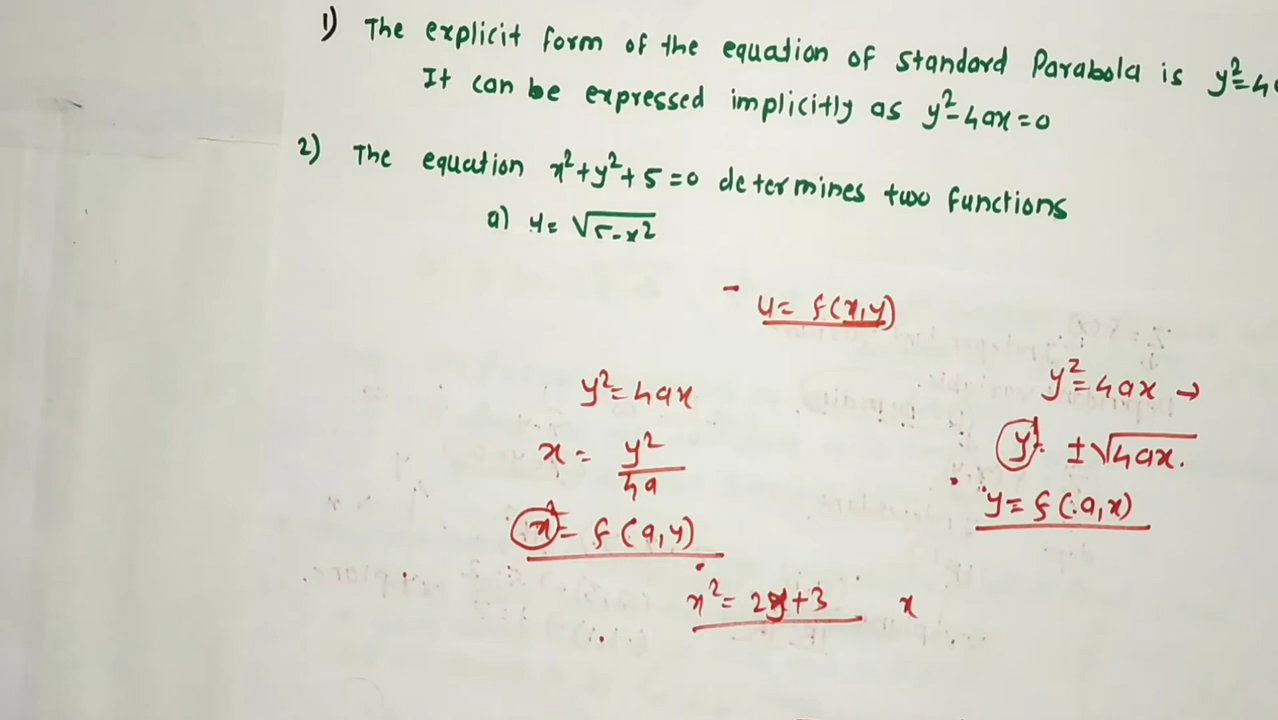 1) The explicit form of the equation of standard Parabola is y²=4
It can be expressed implicitly as y²-4ax=0
2) The equation x²+y²+5=0 determines two functions
a) y= √5-x²
u= f(x,y)
y²=4ax
y²=4ax →
x = y²/4a
y = ±√4ax.
x = f(a,y)
y= f(a,x)
x²= 2y+3 x